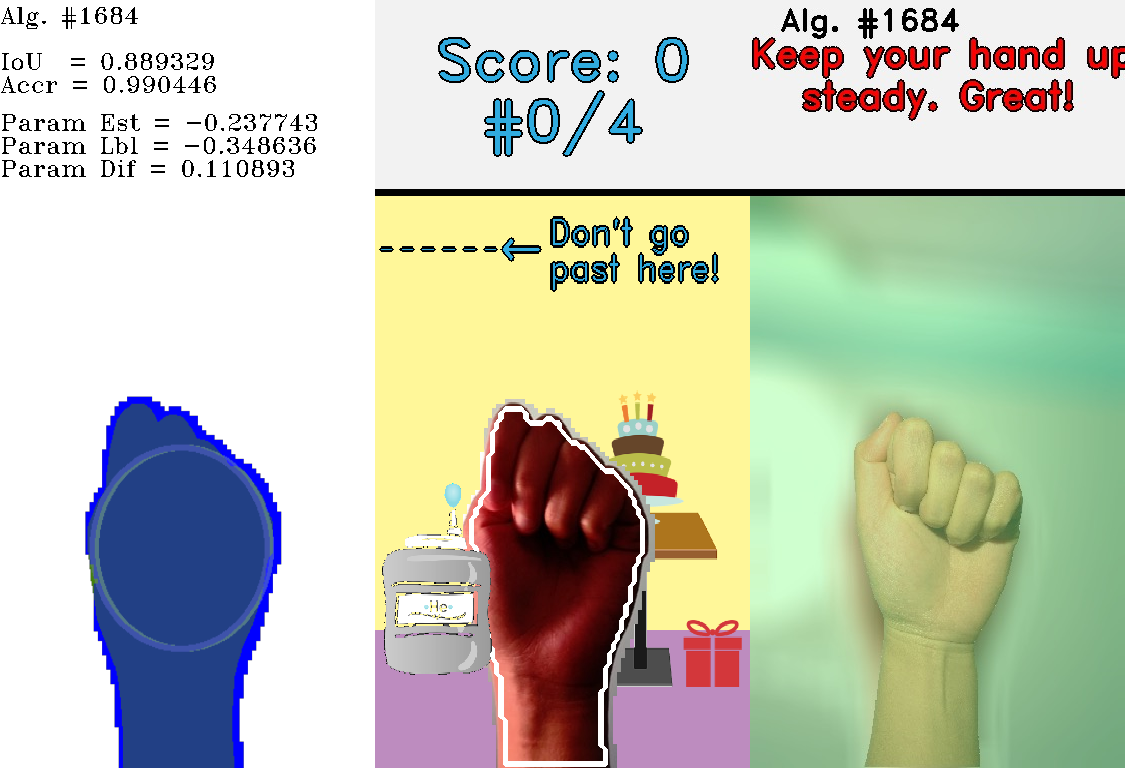 Alg. #1684
IoU = 0.889329
Accr = 0.990446
Param Est = -0.237743
Param Lbl = -0.348636
Param Dif = 0.110893
Score: 0
#0/4
Alg. #1684
Keep your hand up
steady. Great!
Don't go
past here!